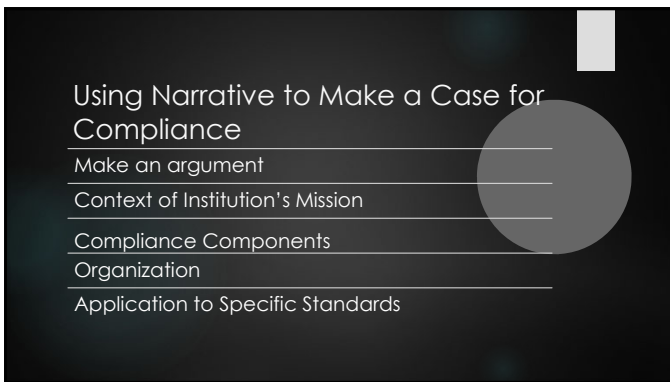 Using Narrative to Make a Case for
Compliance
Make an argument
Context of Institution’s Mission
Compliance Components
Organization
Application to Specific Standards